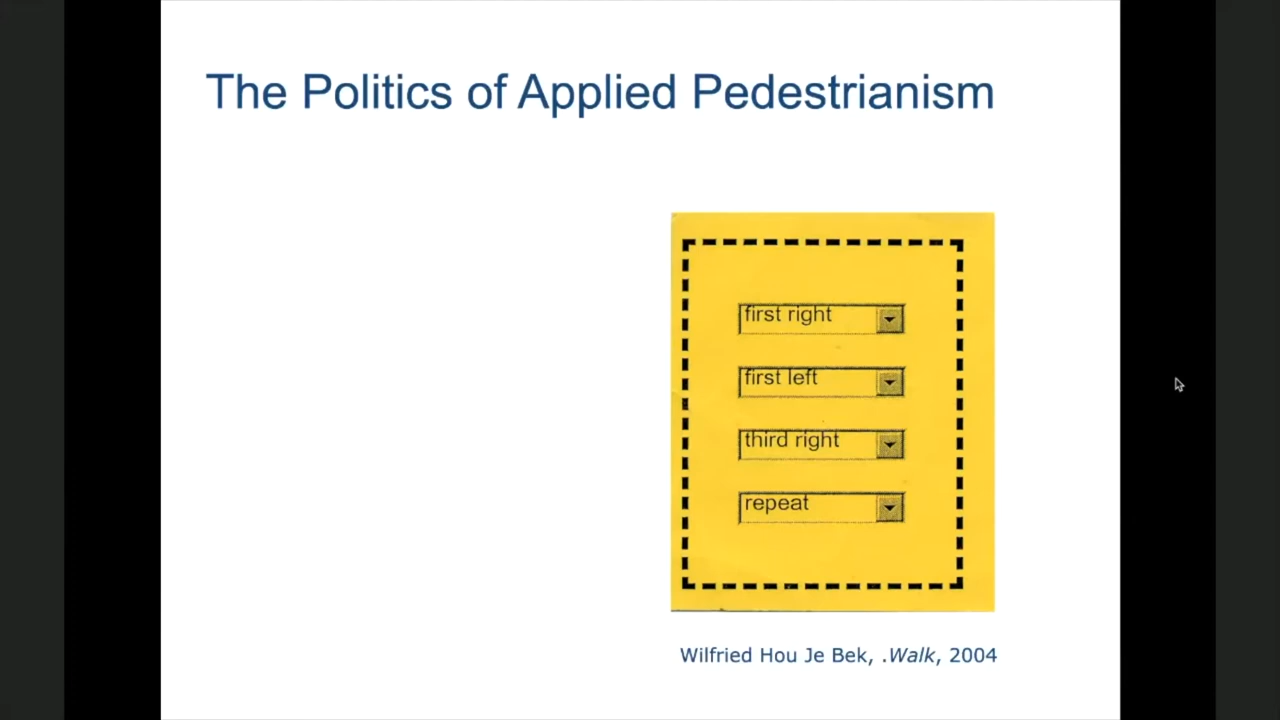 The Politics of Applied Pedestrianism
first right
first left
third right
repeat
Wilfried Hou Je Bek, .Walk, 2004